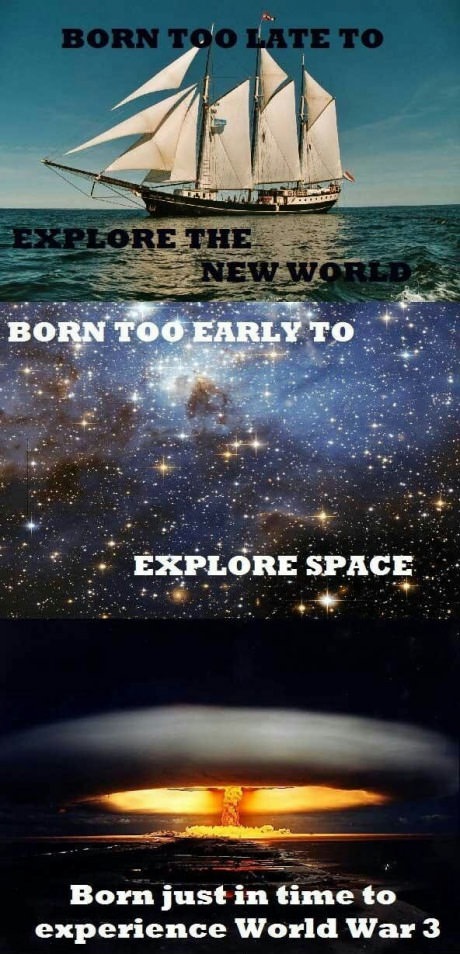 BORN TOO LATE TO
EXPLORE THE
NEW WORLD
BORN TOO EARLY TO
EXPLORE SPACE
Born just in time to
experience World War 3